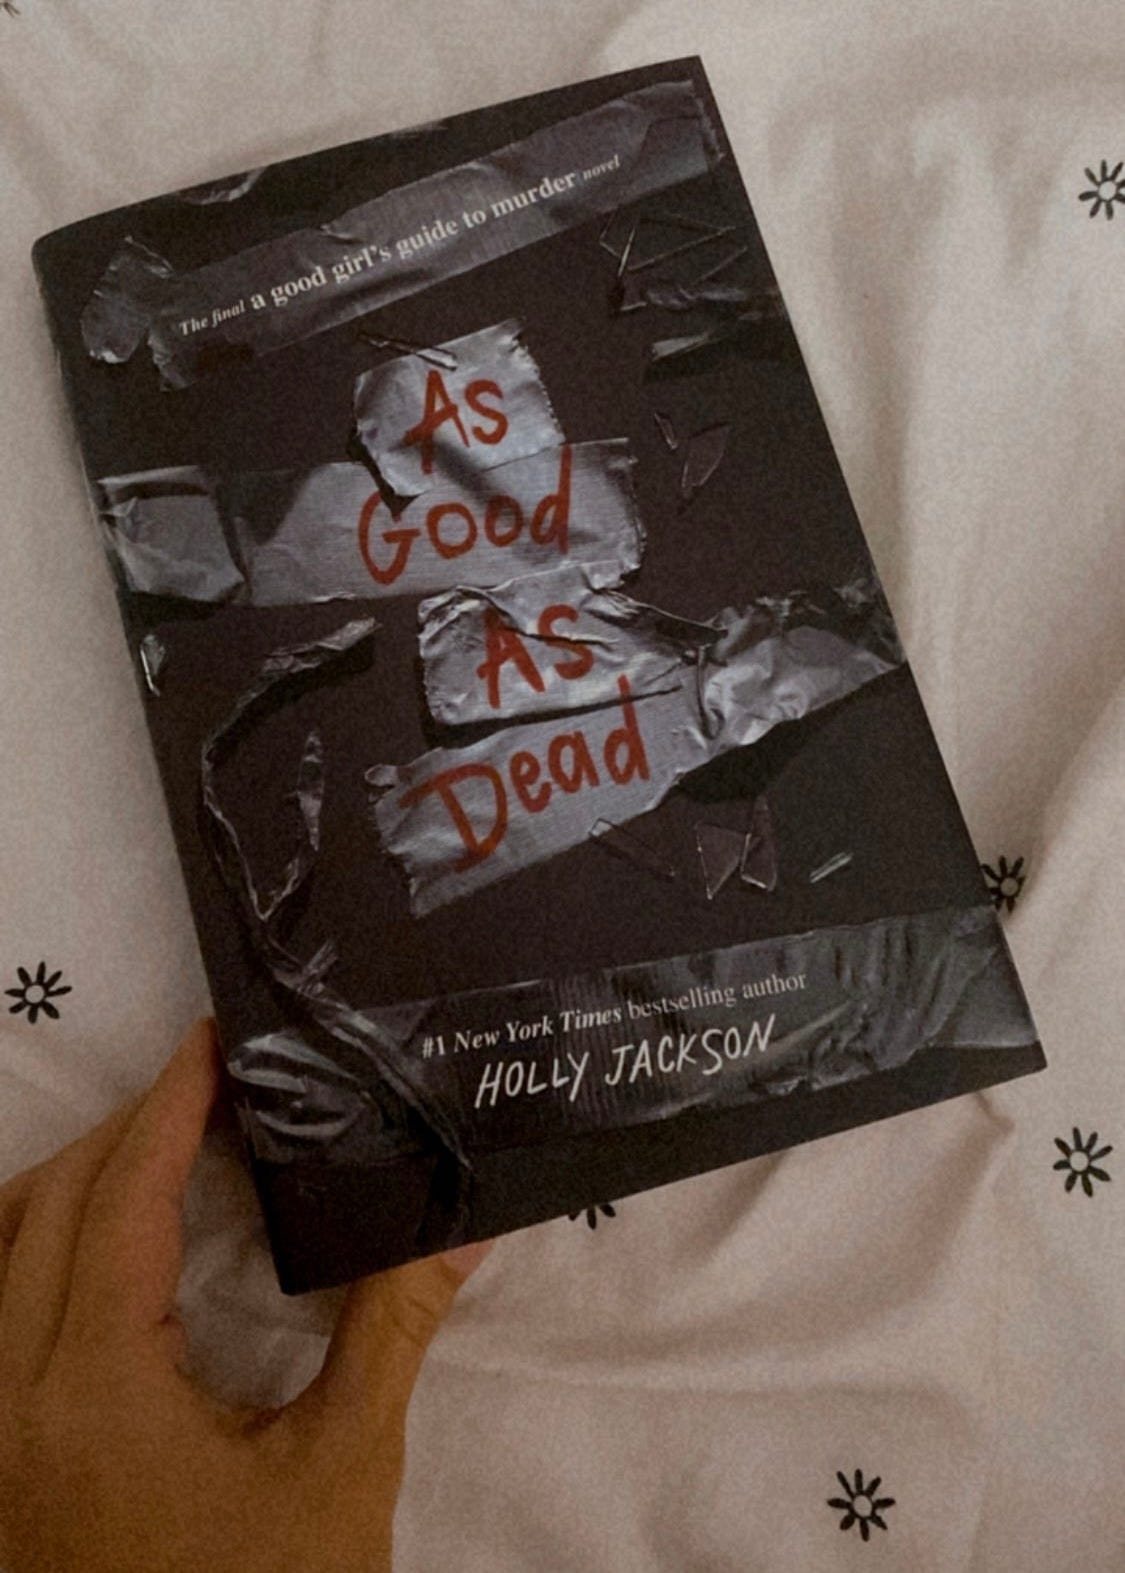 The final a good girl's guide to murder novel
As
Good
As
Dead
#1 New York Times bestselling author
HOLLY JACKSON